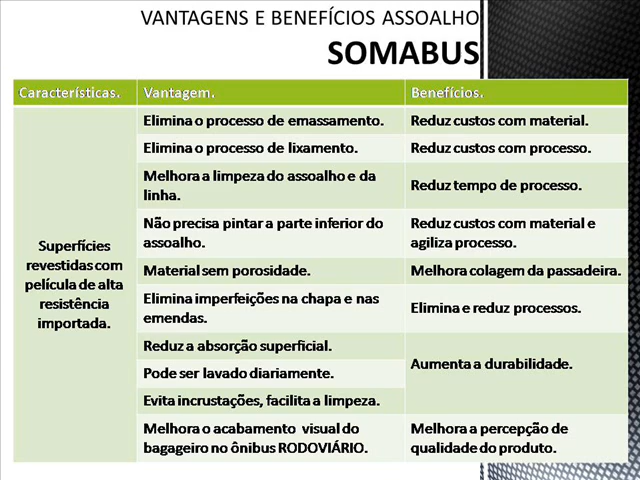 VANTAGENS E BENEFÍCIOS ASSOALHO
SOMABUS
Características. Vantagem. Benefícios.
Superfícies
revestidas com
película de alta
resistência
importada.
Elimina o processo de emassamento. Reduz custos com material.
Elimina o processo de lixamento. Reduz custos com processo.
Melhora a limpeza do assoalho e da
linha.
Reduz tempo de processo.
Não precisa pintar a parte inferior do
assoalho.
Reduz custos com material e
agiliza processo.
Material sem porosidade. Melhora colagem da passadeira.
Elimina imperfeições na chapa e nas
emendas.
Elimina e reduz processos.
Reduz a absorção superficial.
Pode ser lavado diariamente.
Evita incrustações, facilita a limpeza.
Aumenta a durabilidade.
Melhora o acabamento visual do
bagageiro no ônibus RODOVIÁRIO.
Melhora a percepção de
qualidade do produto.